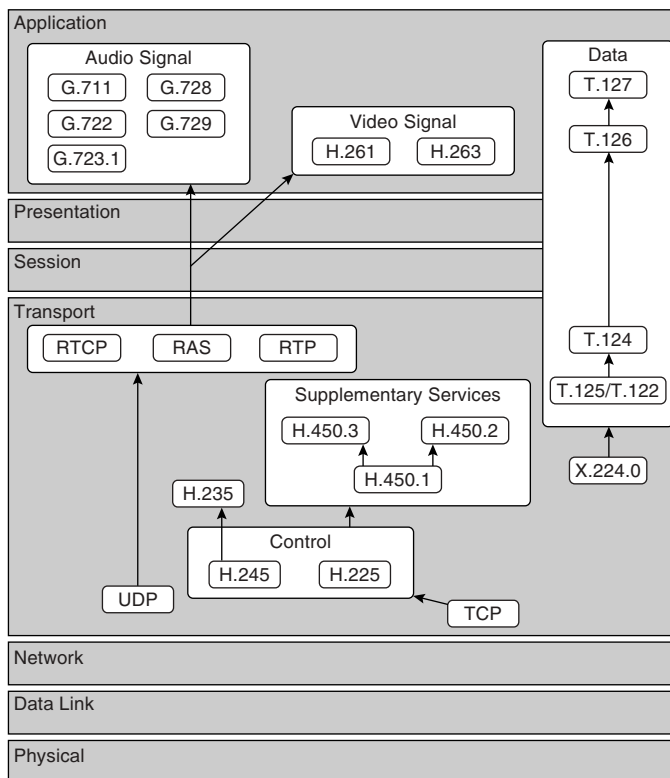 Application
Audio Signal
G.711
G.728
G.722
G.729
G.723.1
Video Signal
H.261
H.263
Data
T.127
T.126
T.124
T.125/T.122
Presentation
Session
Transport
RTCP
RAS
RTP
Supplementary Services
H.450.3
H.450.2
H.450.1
X.224.0
H.235
Control
H.245
H.225
UDP
TCP
Network
Data Link
Physical